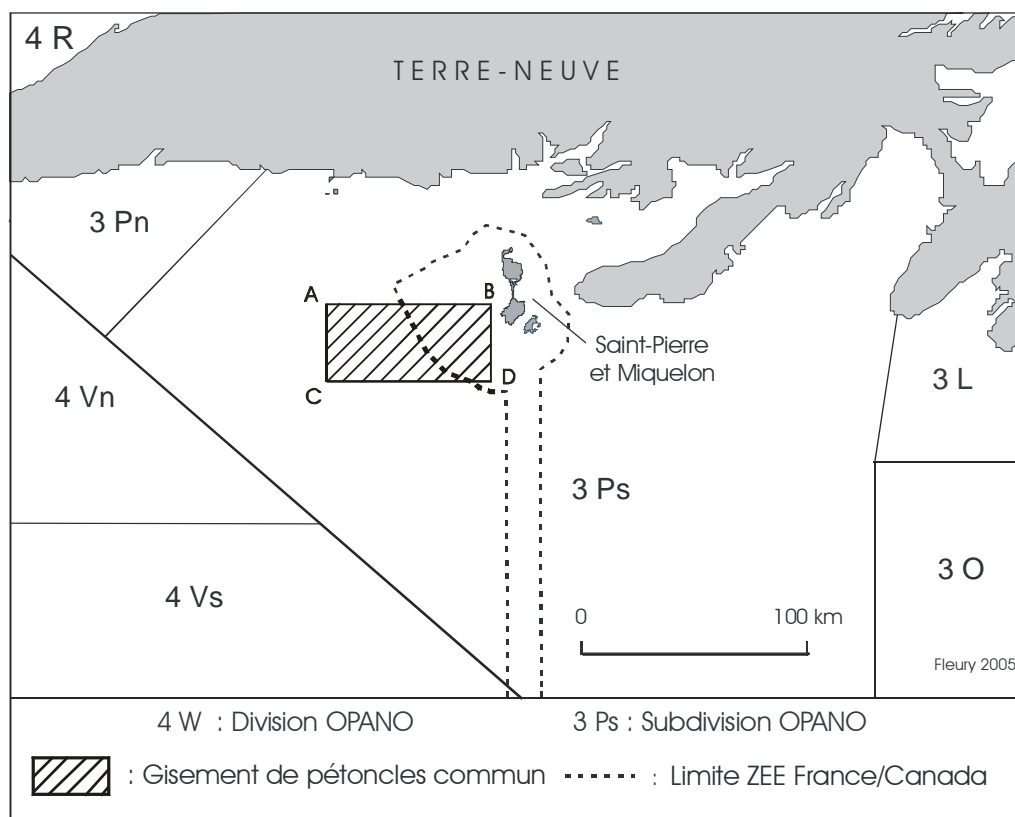 4 R
TERRE-NEUVE
3 Pn
A
B
Saint-Pierre
et Miquelon
C
D
4 Vn
3 L
3 Ps
3 O
4 Vs
0
100 km
Fleury 2005
4 W : Division OPANO
3 Ps : Subdivision OPANO
: Gisement de pétoncles commun
: Limite ZEE France/Canada